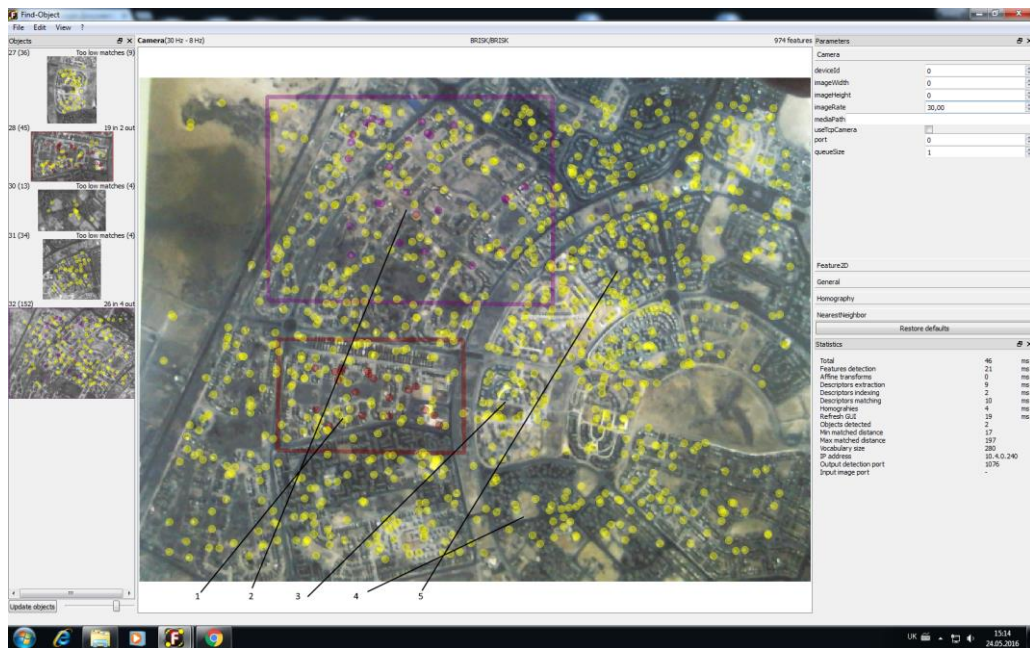 Find-Object
File Edit View ?
Objects
27 (36) Too low matches (9)
28 (45) 19 in 2 out
30 (13) Too low matches (4)
31 (34) Too low matches (4)
32 (152) 26 in 4 out
Update objects
Camera(30 Hz - 8 Hz) BRISK/BRISK 974 features
1 2 3 4 5
Parameters
Camera
deviceId 0
imageWidth 0
imageHeight 0
imageRate 30,00
mediaPath
useTcpCamera
port 0
queueSize 1
Feature2D
General
Homography
NearestNeighbor
Restore defaults
Statistics
Total 46 ms
Features detection 21 ms
Affine transforms 0 ms
Descriptors extraction 9 ms
Descriptors indexing 2 ms
Descriptors matching 10 ms
Homograhies 4 ms
Refresh GUI 19 ms
Objects detected 2
Min matched distance 17
Max matched distance 197
Vocabulary size 280
IP address 10.4.0.240
Output detection port 1076
Input image port -
UK 15:14
24.05.2016